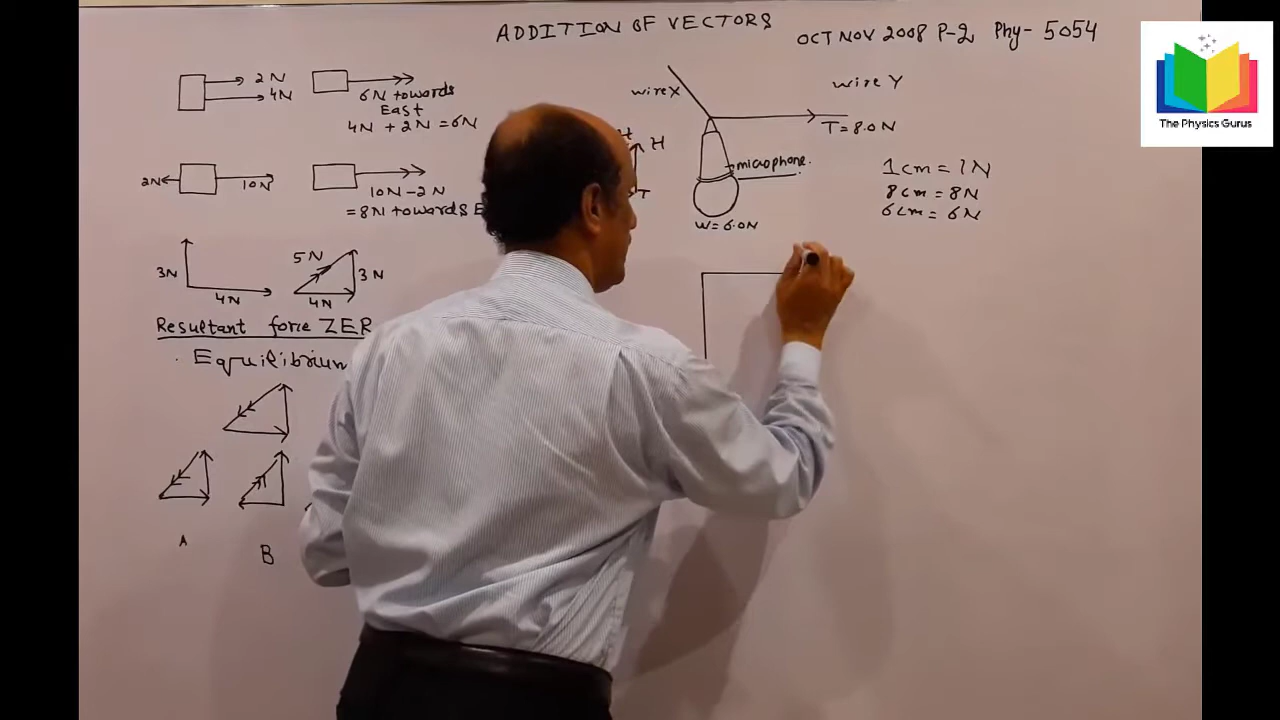 ADDITION OF VECTORS
OCT NOV 2008 P-2 Phy- 5054
The Physics Gurus
2N
4N
6N towards
East
4N + 2N = 6N
2N
10N
10N - 2N
= 8N towards E
3N
4N
5N
3N
4N
Resultant force ZER
Equilibrium
A
B
H
H
T
wire X
wire Y
T = 8.0N
microphone.
W = 6.0N
1cm = 1N
8cm = 8N
6cm = 6N